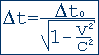 Δt = Δt₀ / √(1 - V²/C²)